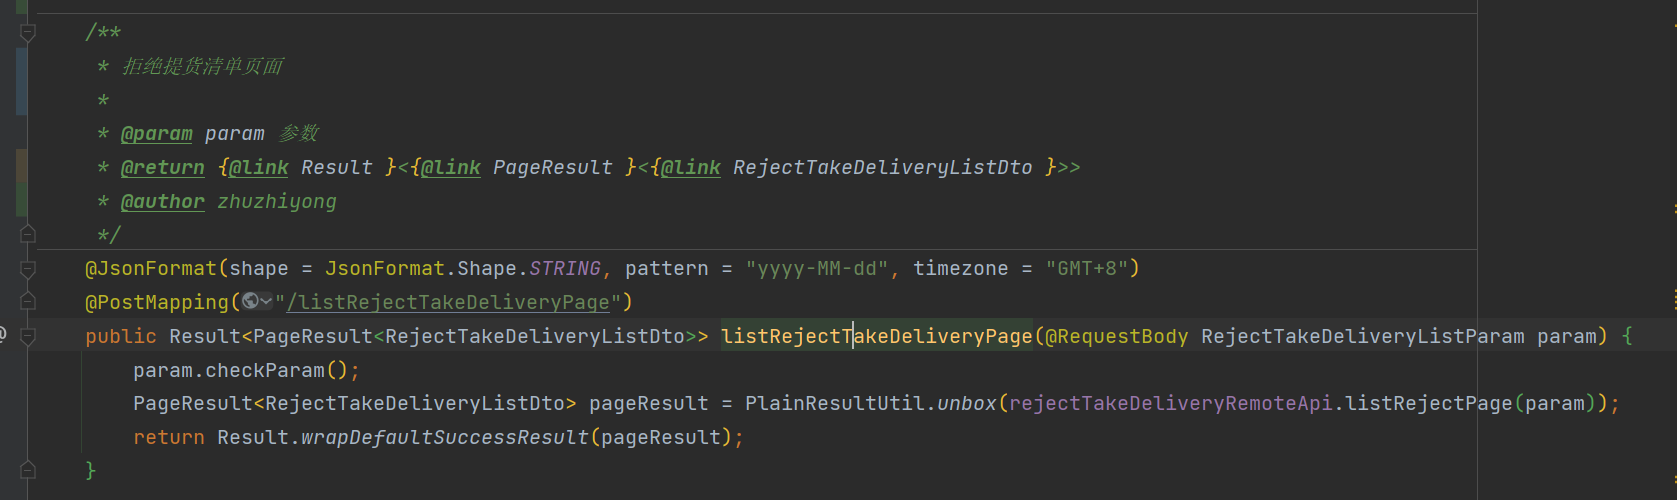 /**
* 拒绝提货清单页面
*
* @param param 参数
* @return {@link Result }<{@link PageResult }<{@link RejectTakeDeliveryListDto }>>
* @author zhuzhiyong
*/
@JsonFormat(shape = JsonFormat.Shape.STRING, pattern = "yyyy-MM-dd", timezone = "GMT+8")
@PostMapping("/listRejectTakeDeliveryPage")
public Result<PageResult<RejectTakeDeliveryListDto>> listRejectTakeDeliveryPage(@RequestBody RejectTakeDeliveryListParam param) {
param.checkParam();
PageResult<RejectTakeDeliveryListDto> pageResult = PlainResultUtil.unbox(rejectTakeDeliveryRemoteApi.listRejectPage(param));
return Result.wrapDefaultSuccessResult(pageResult);
}